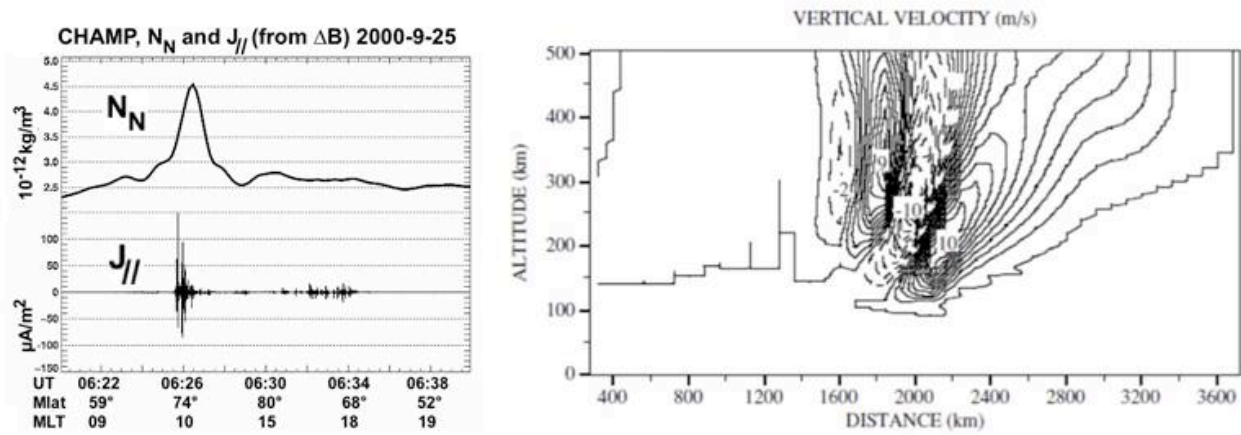 CHAMP, N_N and J_// (from ΔB) 2000-9-25
5.0
4.5
4.0
3.5
3.0
2.5
10⁻¹² kg/m³
N_N
100
50
0
-50
-100
-150
μA/m²
J_//
UT 06:22 06:26 06:30 06:34 06:38
Mlat 59° 74° 80° 68° 52°
MLT 09 10 15 18 19
VERTICAL VELOCITY (m/s)
500
400
300
200
100
0
ALTITUDE (km)
-2
9
-10
10
400 800 1200 1600 2000 2400 2800 3200 3600
DISTANCE (km)